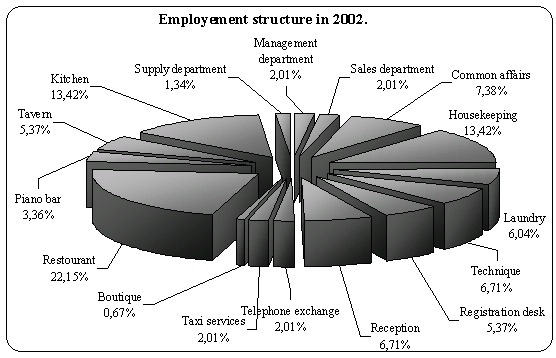 Employement structure in 2002.
Management
department
2,01%
Sales department
2,01%
Common affairs
7,38%
Housekeeping
13,42%
Laundry
6,04%
Technique
6,71%
Registration desk
5,37%
Reception
6,71%
Telephone exchange
2,01%
Taxi services
2,01%
Boutique
0,67%
Restourant
22,15%
Piano bar
3,36%
Tavern
5,37%
Kitchen
13,42%
Supply department
1,34%